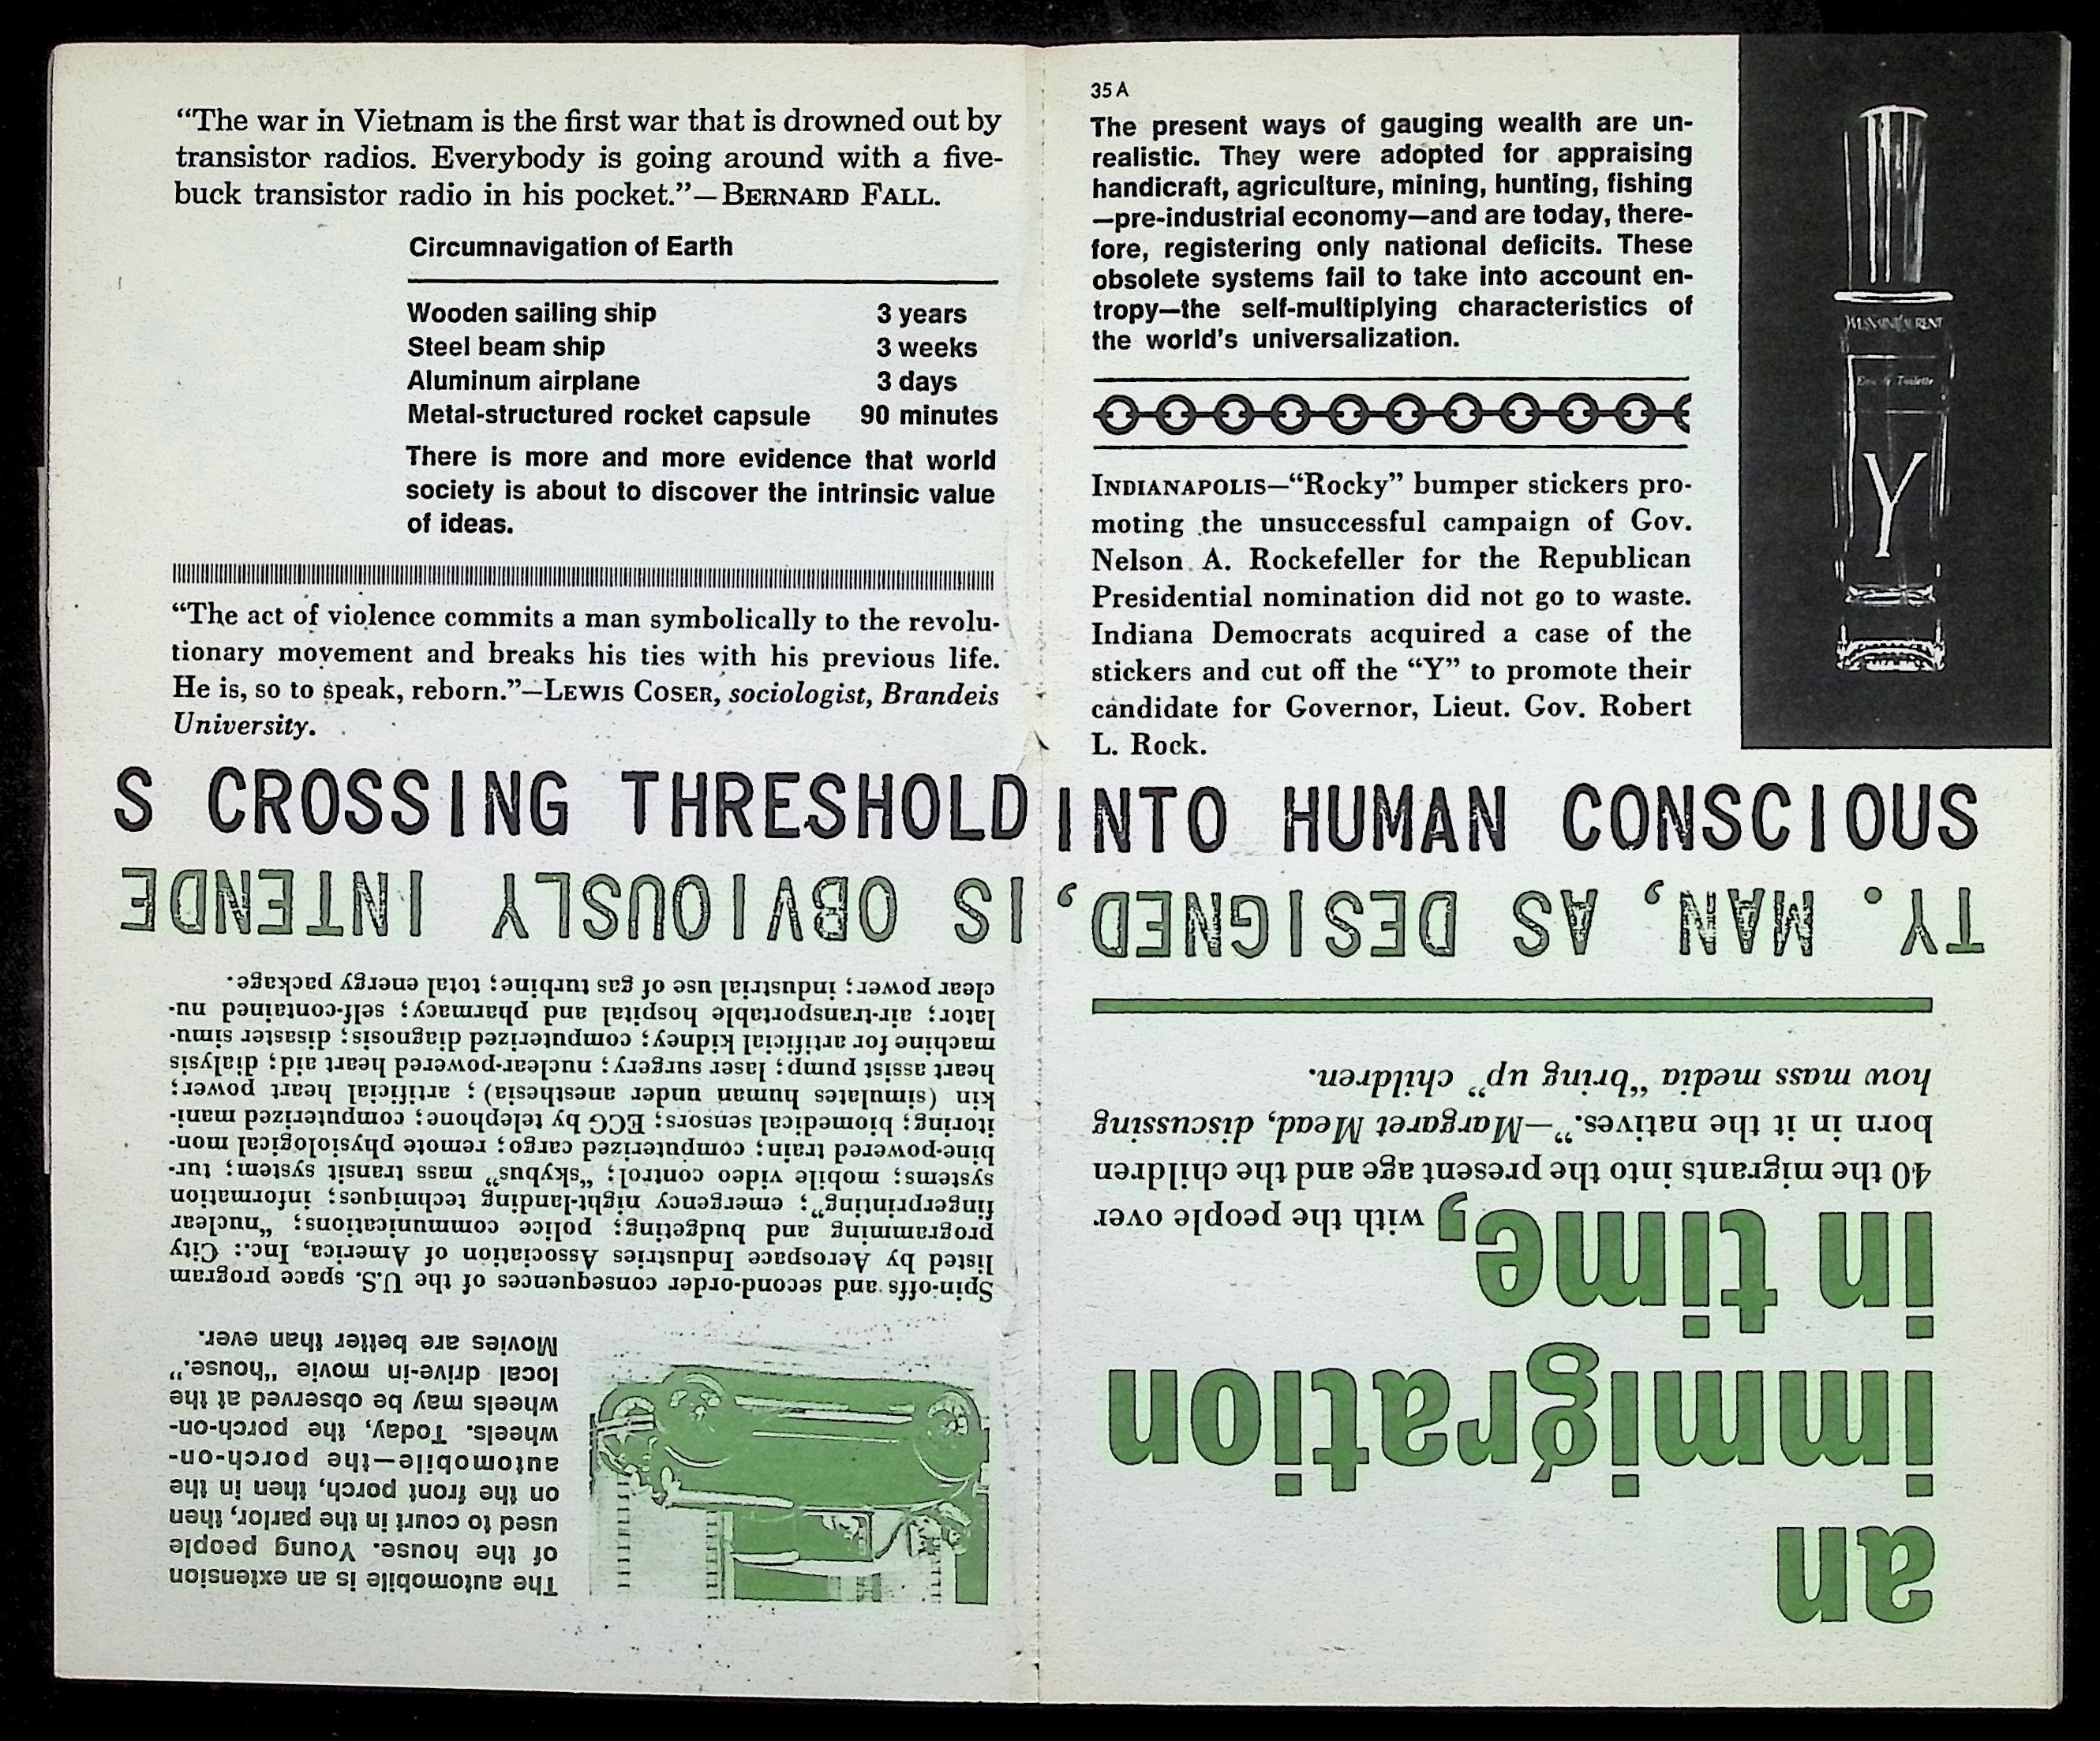 “The war in Vietnam is the first war that is drowned out by
transistor radios. Everybody is going around with a five-
buck transistor radio in his pocket.”—BERNARD FALL.
Circumnavigation of Earth
Wooden sailing ship 3 years
Steel beam ship 3 weeks
Aluminum airplane 3 days
Metal-structured rocket capsule 90 minutes
There is more and more evidence that world
society is about to discover the intrinsic value
of ideas.
“The act of violence commits a man symbolically to the revolu-
tionary movement and breaks his ties with his previous life.
He is, so to speak, reborn.”—LEWIS COSER, sociologist, Brandeis
University.
35 A
The present ways of gauging wealth are un-
realistic. They were adopted for appraising
handicraft, agriculture, mining, hunting, fishing
—pre-industrial economy—and are today, there-
fore, registering only national deficits. These
obsolete systems fail to take into account en-
tropy—the self-multiplying characteristics of
the world's universalization.
INDIANAPOLIS—“Rocky” bumper stickers pro-
moting the unsuccessful campaign of Gov.
Nelson A. Rockefeller for the Republican
Presidential nomination did not go to waste.
Indiana Democrats acquired a case of the
stickers and cut off the “Y” to promote their
candidate for Governor, Lieut. Gov. Robert
L. Rock.
YVES SAINT LAURENT
Eau de Toilette
Y
S CROSSING THRESHOLD INTO HUMAN CONSCIOUS
an
immigration
in time, with the people over
40 the migrants into the present age and the children
born in it the natives.”—Margaret Mead, discussing
how mass media “bring up” children.
The automobile is an extension
of the house. Young people
used to court in the parlor, then
on the front porch, then in the
automobile—the porch-on-
wheels. Today, the porch-on-
wheels may be observed at the
local drive-in movie “house.”
Movies are better than ever.
Spin-offs and second-order consequences of the U.S. space program
listed by Aerospace Industries Association of America, Inc.: City
programming and budgeting; police communications; “nuclear
fingerprinting”; emergency night-landing techniques; information
systems; mobile video control; “skybus” mass transit system; tur-
bine-powered train; computerized cargo; remote physiological mon-
itoring; biomedical sensors; ECG by telephone; computerized mani-
kin (simulates human under anesthesia); artificial heart power;
heart assist pump; laser surgery; nuclear-powered heart aid; dialysis
machine for artificial kidney; computerized diagnosis; disaster simu-
lator; air-transportable hospital and pharmacy; self-contained nu-
clear power; industrial use of gas turbine; total energy package.
TY. MAN, AS DESIGNED, IS OBVIOUSLY INTENDE